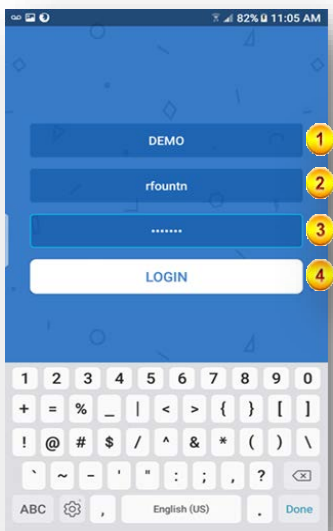 82% 11:05 AM
DEMO 1
rfountn 2
••••••• 3
LOGIN 4
1 2 3 4 5 6 7 8 9 0
+ = % _ | < > { } [ ]
! @ # $ / ^ & * ( ) \
` ~ - ' " : ; , ?
ABC , English (US) . Done